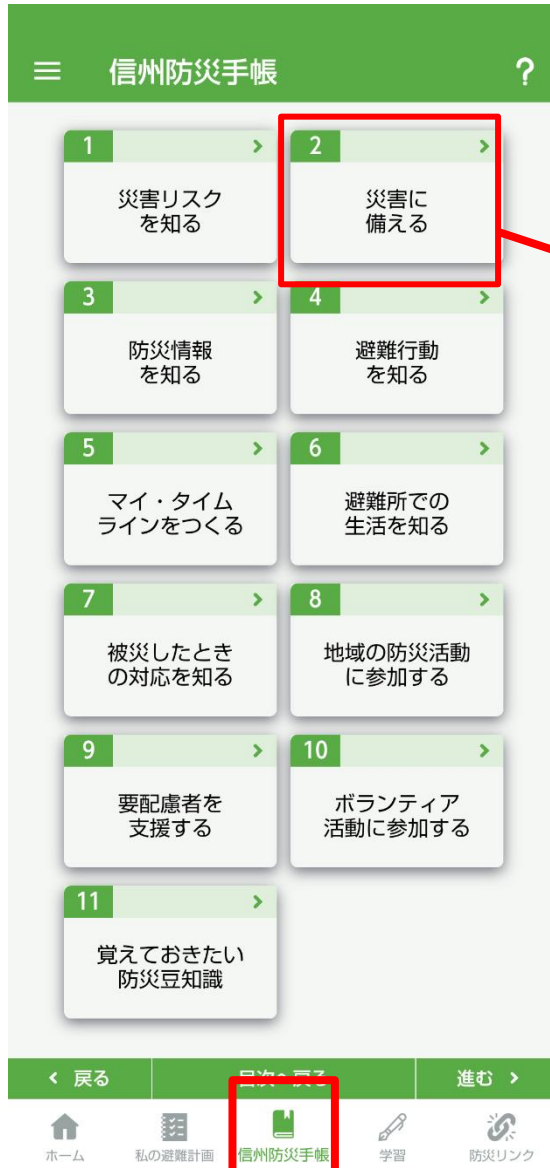 信州防災手帳
?
1
災害リスク
を知る
2
災害に
備える
3
防災情報
を知る
4
避難行動
を知る
5
マイ・タイム
ラインをつくる
6
避難所での
生活を知る
7
被災したとき
の対応を知る
8
地域の防災活動
に参加する
9
要配慮者を
支援する
10
ボランティア
活動に参加する
11
覚えておきたい
防災豆知識
戻る
目次へ戻る
進む
ホーム
私の避難計画
信州防災手帳
学習
防災リンク